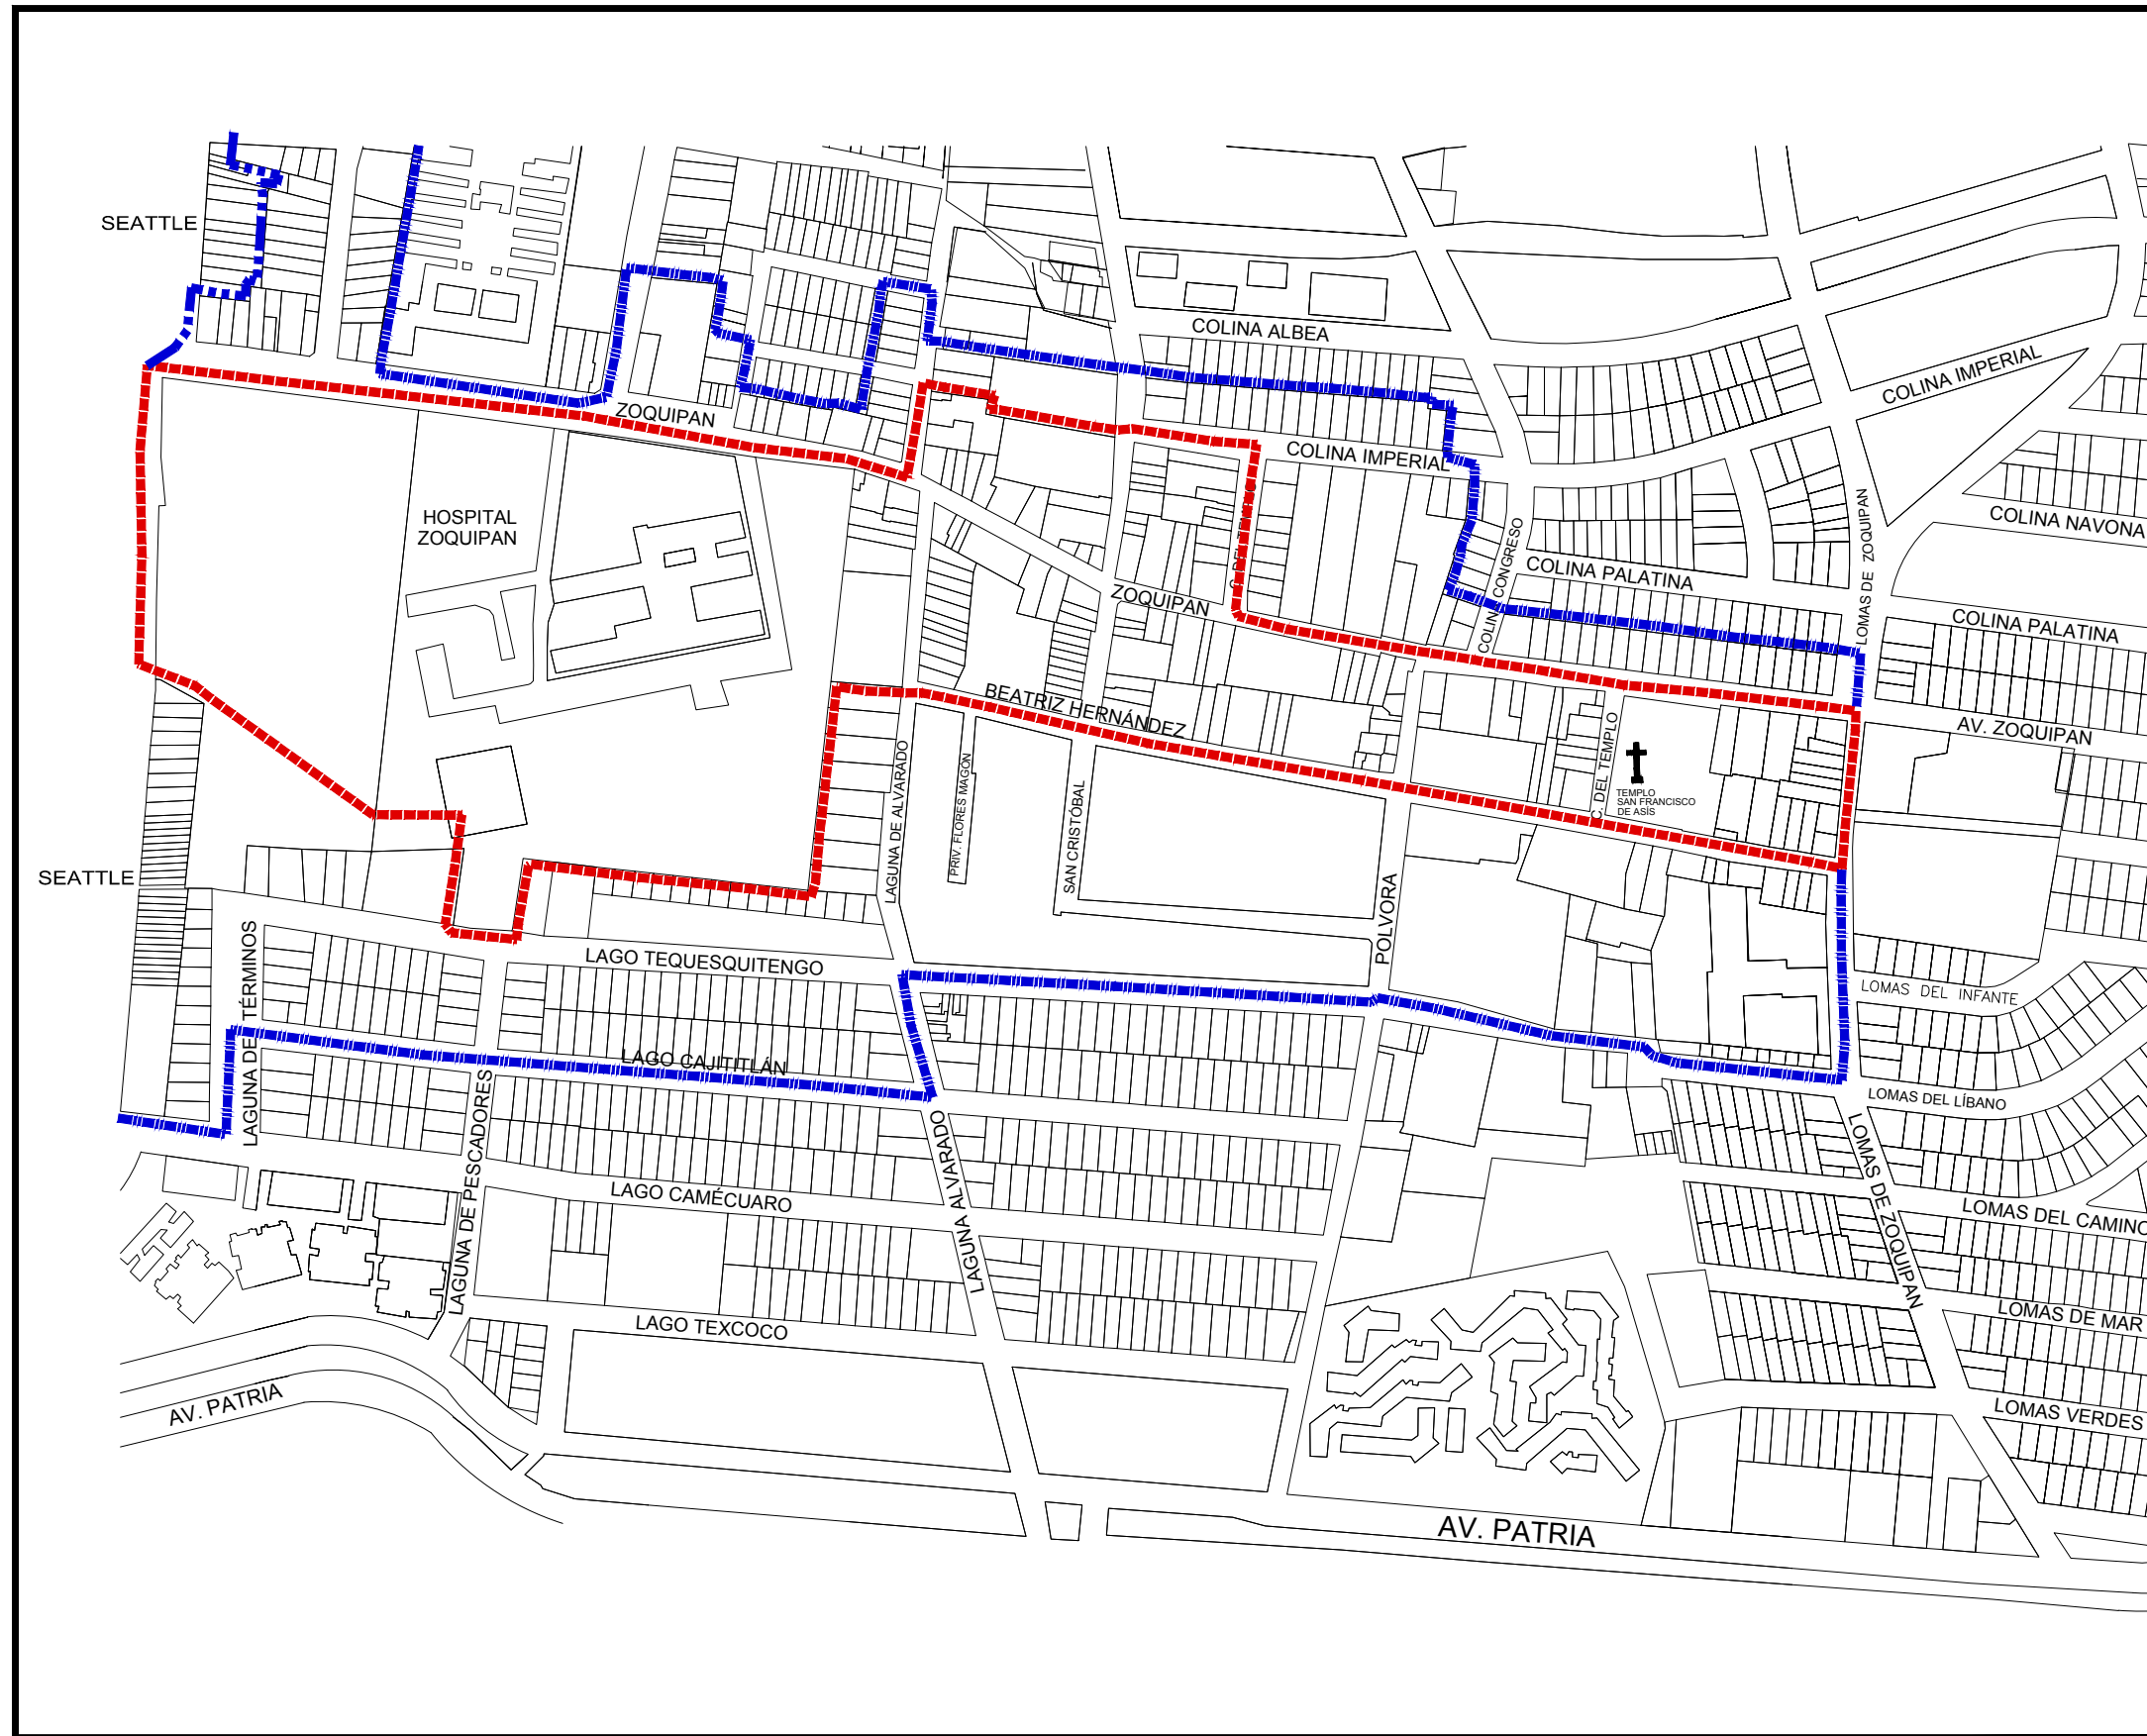 SEATTLE
COLINA ALBEA
COLINA IMPERIAL
ZOQUIPAN
COLINA IMPERIAL
HOSPITAL
ZOQUIPAN
LOMAS DE ZOQUIPAN
COLINA NAVONA
COLINA PALATINA
ZOQUIPAN
COLINA PALATINA
BEATRIZ HERNÁNDEZ
AV. ZOQUIPAN
C. DEL TEMPLO
TEMPLO
SAN FRANCISCO
DE ASÍS
LAGUNA DE ALVARADO
PRIV. FLORES MAGÓN
SAN CRISTÓBAL
SEATTLE
POLVORA
LAGUNA DE TÉRMINOS
LAGO TEQUESQUITENGO
LOMAS DEL INFANTE
LAGO CAJITITLÁN
LOMAS DEL LÍBANO
LAGUNA DE PESCADORES
LAGUNA ALVARADO
LOMAS DE ZOQUIPAN
LAGO CAMÉCUARO
LOMAS DEL CAMINO
LOMAS DE MAR
LAGO TEXCOCO
AV. PATRIA
LOMAS VERDES
AV. PATRIA